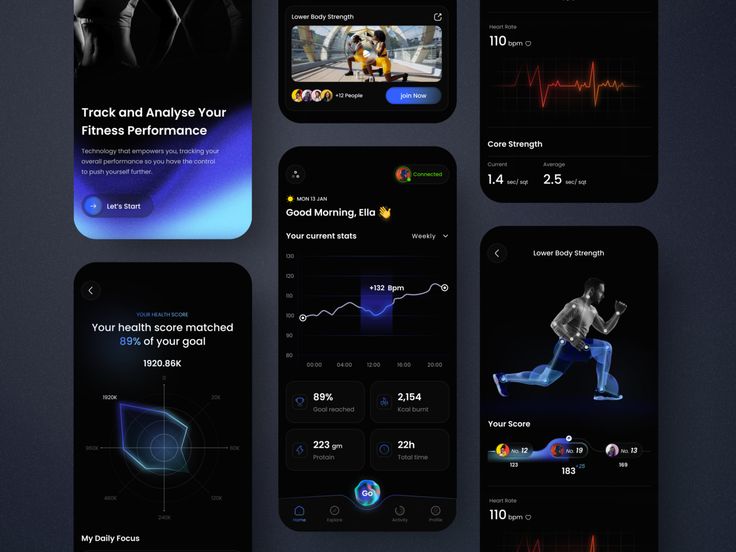 Track and Analyse Your
Fitness Performance
Technology that empowers you, tracking your
overall performance so you have the control
to push yourself further.
Let's Start
YOUR HEALTH SCORE
Your health score matched
89% of your goal
1920.86K
0
1920K
20K
960K
60K
480K
120K
240K
My Daily Focus
Lower Body Strength
+12 People
join Now
Connected
MON 13 JAN
Good Morning, Ella 👋
Your current stats
Weekly
130
120
+132 Bpm
110
100
90
80
00:00
04:00
12:00
16:00
20:00
89%
Goal reached
2,154
Kcal burnt
223 gm
Protain
22h
Total time
Go
Home
Explore
Activity
Profile
Heart Rate
110 bpm
Core Strength
Current
Average
1.4 sec/ sqt
2.5 sec/ sqt
Lower Body Strength
Your Score
No. 12
No. 19
No. 13
123
183
+25
169
Heart Rate
110 bpm